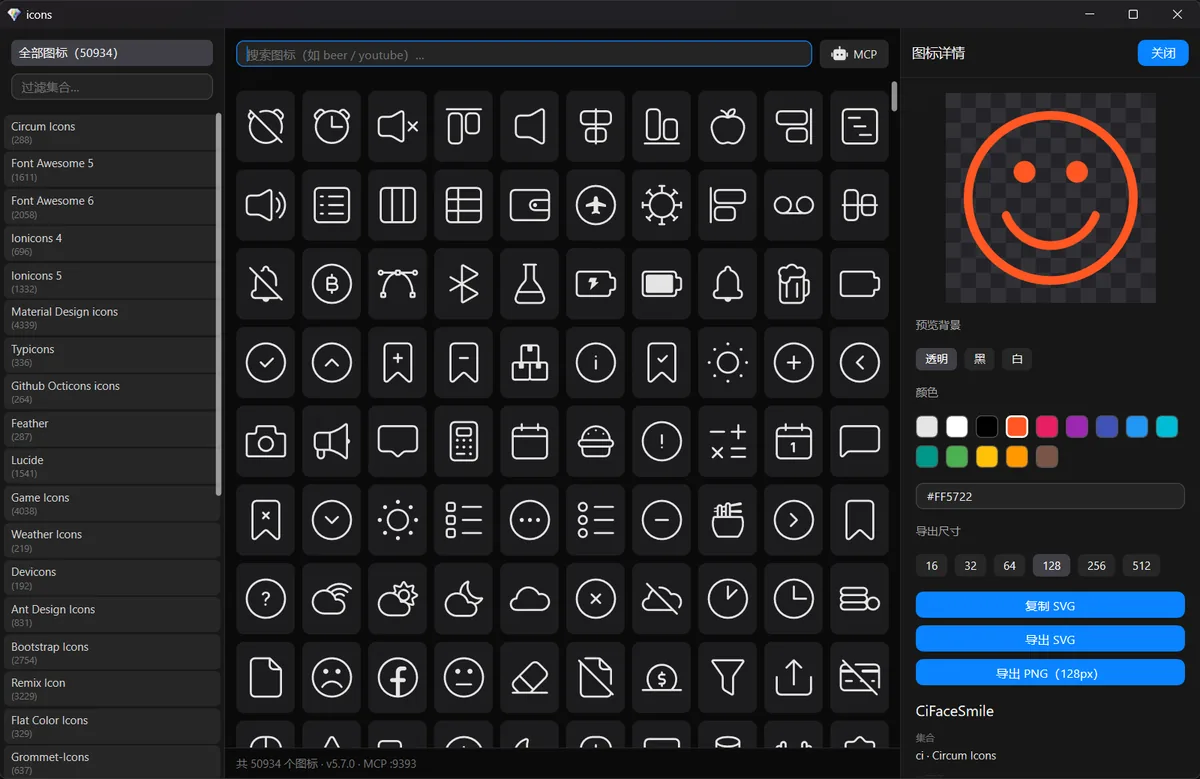 icons
全部图标（50934）
过滤集合...
Circum Icons
(288)
Font Awesome 5
(1611)
Font Awesome 6
(2058)
Ionicons 4
(696)
Ionicons 5
(1332)
Material Design icons
(4339)
Typicons
(336)
Github Octicons icons
(264)
Feather
(287)
Lucide
(1541)
Game Icons
(4038)
Weather Icons
(219)
Devicons
(192)
Ant Design Icons
(831)
Bootstrap Icons
(2754)
Remix Icon
(3229)
Flat Color Icons
(329)
Grommet-Icons
(637)
搜索图标（如 beer / youtube）...
MCP
1
共 50934 个图标 · v5.7.0 · MCP :9393
图标详情
关闭
预览背景
透明 黑 白
颜色
#FF5722
导出尺寸
16 32 64 128 256 512
复制 SVG
导出 SVG
导出 PNG（128px）
CiFaceSmile
集合
ci · Circum Icons